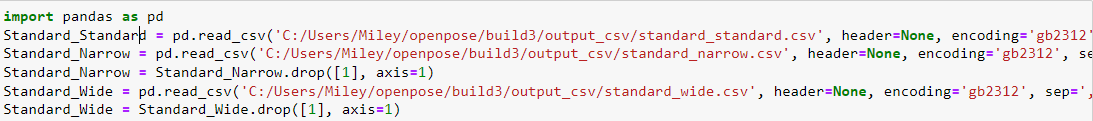 import pandas as pd
Standard_Standard = pd.read_csv('C:/Users/Miley/openpose/build3/output_csv/standard_standard.csv', header=None, encoding='gb2312'
Standard_Narrow = pd.read_csv('C:/Users/Miley/openpose/build3/output_csv/standard_narrow.csv', header=None, encoding='gb2312', se
Standard_Narrow = Standard_Narrow.drop([1], axis=1)
Standard_Wide = pd.read_csv('C:/Users/Miley/openpose/build3/output_csv/standard_wide.csv', header=None, encoding='gb2312', sep=',
Standard_Wide = Standard_Wide.drop([1], axis=1)